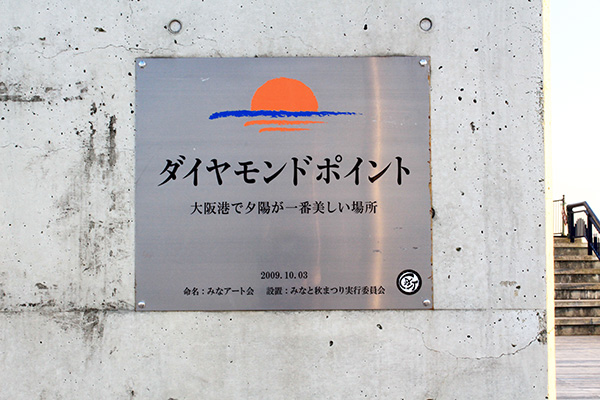 ダイヤモンドポイント
大阪港で夕陽が一番美しい場所
2009.10.03
命名：みなアート会　設置：みなと秋まつり実行委員会